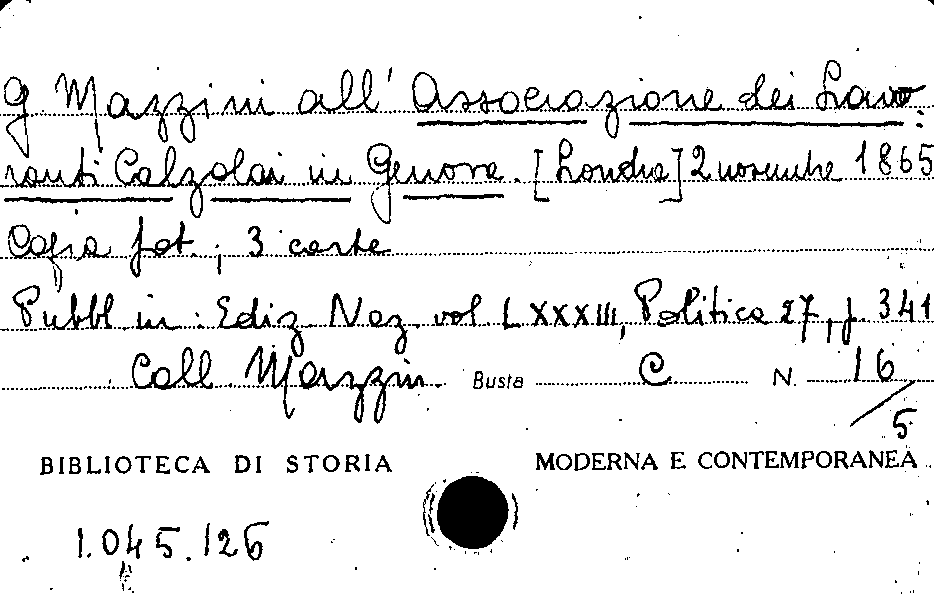 G Mazzini all' Associazione dei Lavo-
ranti Calzolai in Genova. [Londra] 2 novembre 1865
Copia fot. ; 3 carte
Pubbl in : Ediz Naz. vol. LXXXIII, Politica 27, p. 341
Coll. Mazzini. Busta C N. 16/5
BIBLIOTECA DI STORIA MODERNA E CONTEMPORANEA
1.045.126